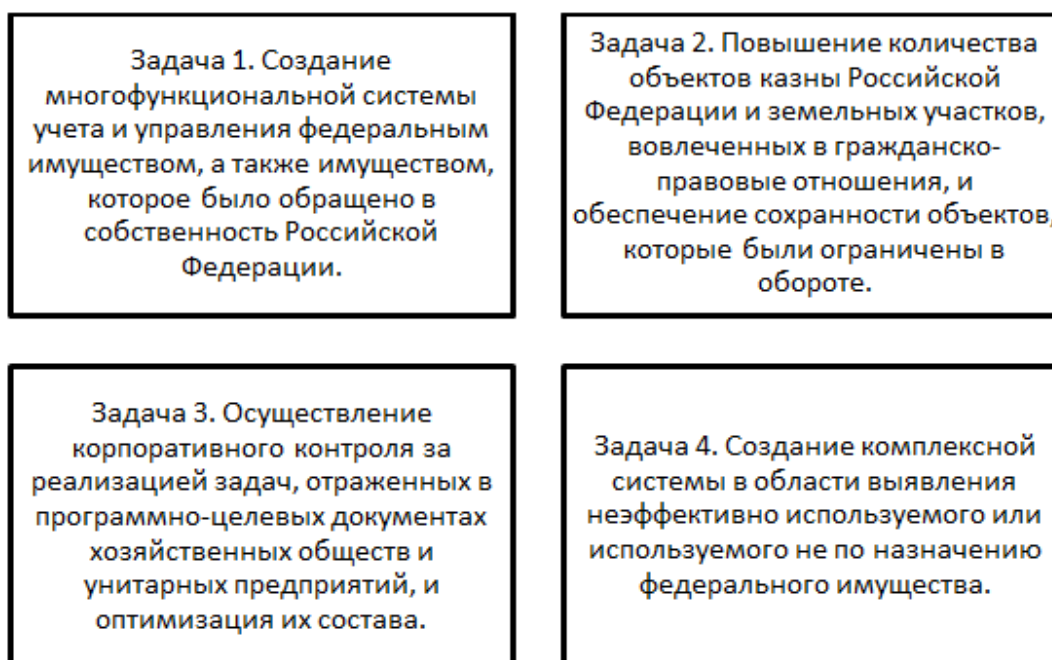 Задача 1. Создание
многофункциональной системы
учета и управления федеральным
имуществом, а также имуществом,
которое было обращено в
собственность Российской
Федерации.
Задача 2. Повышение количества
объектов казны Российской
Федерации и земельных участков,
вовлеченных в гражданско-
правовые отношения, и
обеспечение сохранности объектов,
которые были ограничены в
обороте.
Задача 3. Осуществление
корпоративного контроля за
реализацией задач, отраженных в
программно-целевых документах
хозяйственных обществ и
унитарных предприятий, и
оптимизация их состава.
Задача 4. Создание комплексной
системы в области выявления
неэффективно используемого или
используемого не по назначению
федерального имущества.